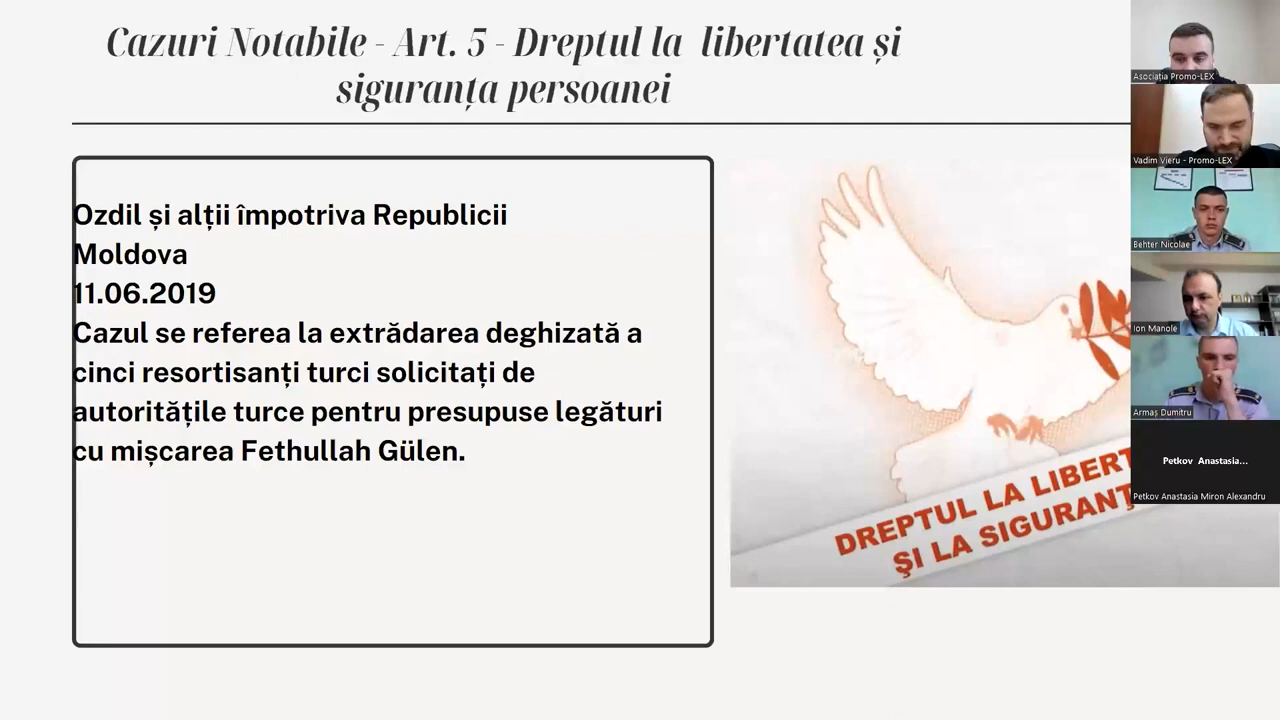 Cazuri Notabile - Art. 5 - Dreptul la libertatea și
siguranța persoanei
Ozdil și alții împotriva Republicii
Moldova
11.06.2019
Cazul se referea la extrădarea deghizată a
cinci resortisanți turci solicitați de
autoritățile turce pentru presupuse legături
cu mișcarea Fethullah Gülen.
DREPTUL LA LIBERT
ŞI LA SIGURANŢ
Asociația Promo-LEX
Vadim Vieru - Promo-LEX
Behter Nicolae
Ion Manole
Armaș Dumitru
Petkov Anastasia...
Petkov Anastasia Miron Alexandru